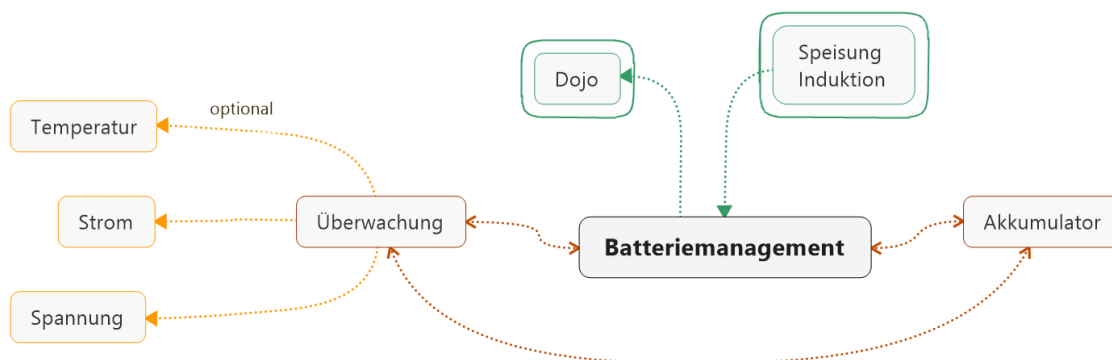 Speisung
Induktion
Dojo
optional
Temperatur
Strom
Überwachung
Akkumulator
Batteriemanagement
Spannung